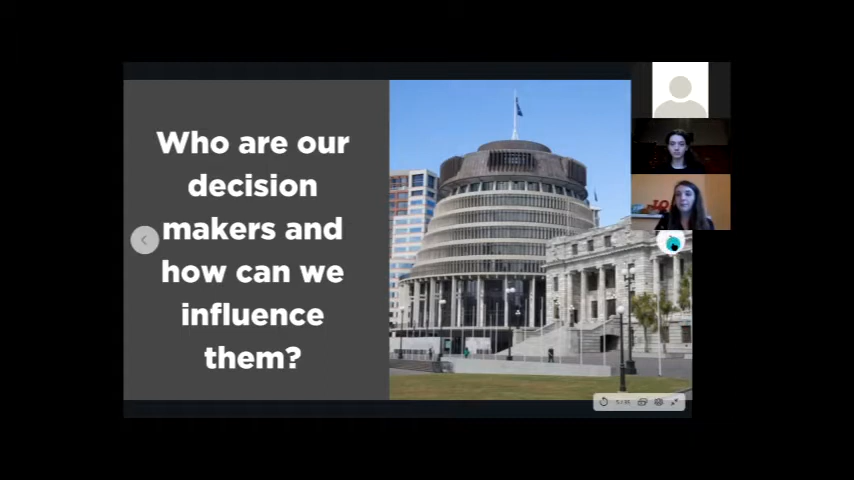 Who are our
decision
makers and
how can we
influence
them?